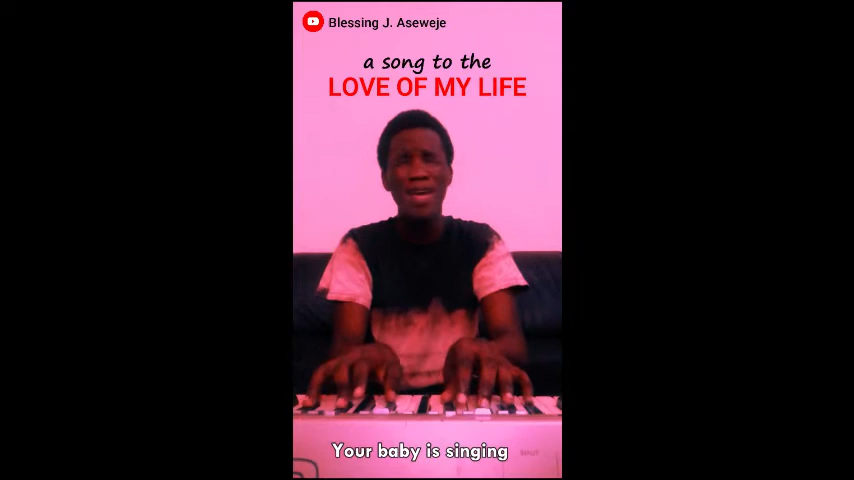 Blessing J. Aseweje
a song to the
LOVE OF MY LIFE
Your baby is singing